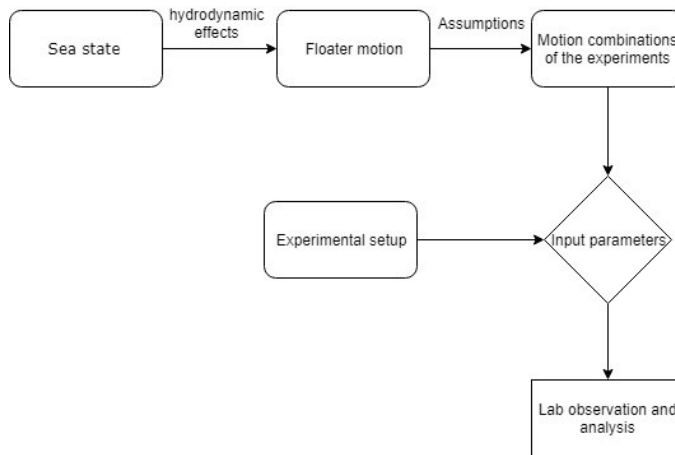 hydrodynamic
effects
Assumptions
Sea state
Floater motion
Motion combinations
of the experiments
Experimental setup
Input parameters
Lab observation and
analysis